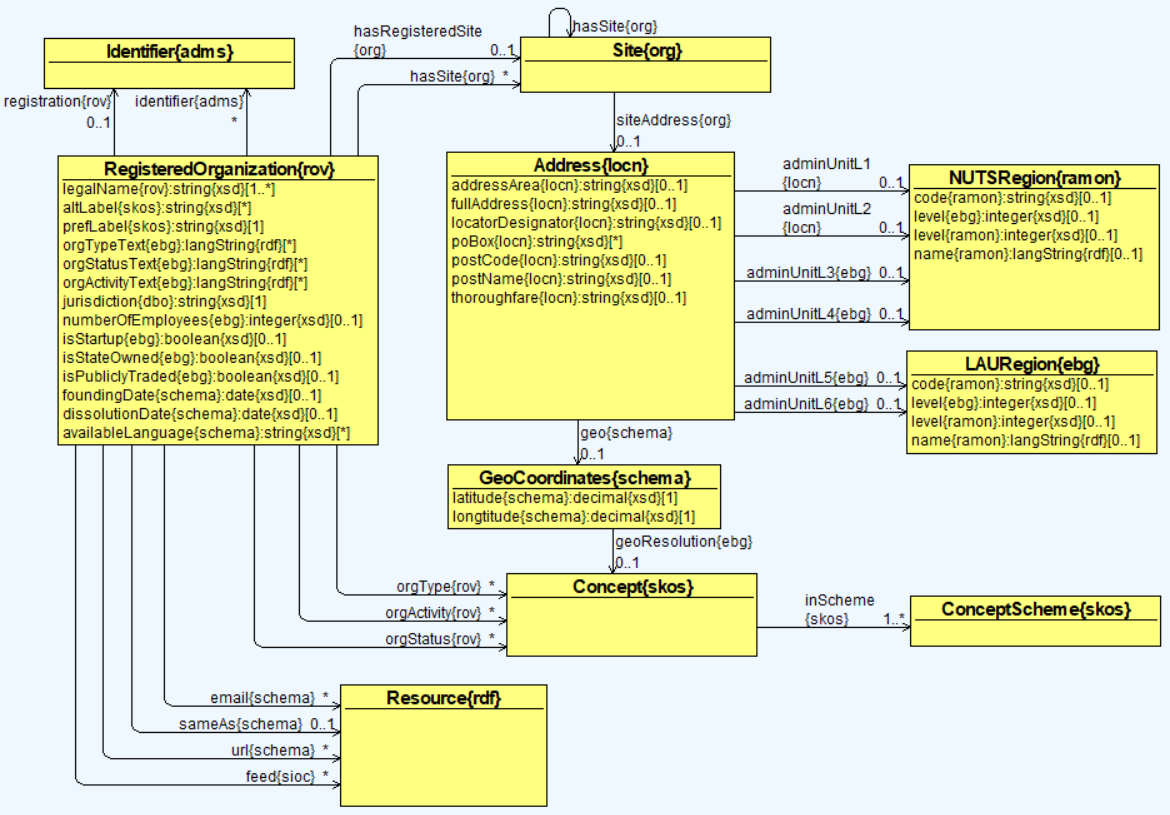 hasRegisteredSite
{org} 0..1
hasSite{org} *
hasSite{org}
Identifier{adms}
Site{org}
registration{rov}
0..1
identifier{adms}
*
siteAddress{org}
0..1
RegisteredOrganization{rov}
legalName{rov}:string{xsd}[1..*]
altLabel{skos}:string{xsd}[*]
prefLabel{skos}:string{xsd}[1]
orgTypeText{ebg}:langString{rdf}[*]
orgStatusText{ebg}:langString{rdf}[*]
orgActivityText{ebg}:langString{rdf}[*]
jurisdiction{dbo}:string{xsd}[1]
numberOfEmployees{ebg}:integer{xsd}[0..1]
isStartup{ebg}:boolean{xsd}[0..1]
isStateOwned{ebg}:boolean{xsd}[0..1]
isPubliclyTraded{ebg}:boolean{xsd}[0..1]
foundingDate{schema}:date{xsd}[0..1]
dissolutionDate{schema}:date{xsd}[0..1]
availableLanguage{schema}:string{xsd}[*]
Address{locn}
addressArea{locn}:string{xsd}[0..1]
fullAddress{locn}:string{xsd}[0..1]
locatorDesignator{locn}:string{xsd}[0..1]
poBox{locn}:string{xsd}[*]
postCode{locn}:string{xsd}[0..1]
postName{locn}:string{xsd}[0..1]
thoroughfare{locn}:string{xsd}[0..1]
adminUnitL1
{locn} 0..1
adminUnitL2
{locn} 0..1
adminUnitL3{ebg} 0..1
adminUnitL4{ebg} 0..1
adminUnitL5{ebg} 0..1
adminUnitL6{ebg} 0..1
NUTSRegion{ramon}
code{ramon}:string{xsd}[0..1]
level{ebg}:integer{xsd}[0..1]
level{ramon}:integer{xsd}[0..1]
name{ramon}:langString{rdf}[0..1]
LAURegion{ebg}
code{ramon}:string{xsd}[0..1]
level{ebg}:integer{xsd}[0..1]
level{ramon}:integer{xsd}[0..1]
name{ramon}:langString{rdf}[0..1]
geo{schema}
0..1
GeoCoordinates{schema}
latitude{schema}:decimal{xsd}[1]
longtitude{schema}:decimal{xsd}[1]
geoResolution{ebg}
0..1
orgType{rov} *
orgActivity{rov} *
orgStatus{rov} *
Concept{skos}
inScheme
{skos} 1..*
ConceptScheme{skos}
email{schema} *
sameAs{schema} 0..1
url{schema} *
feed{sioc} *
Resource{rdf}